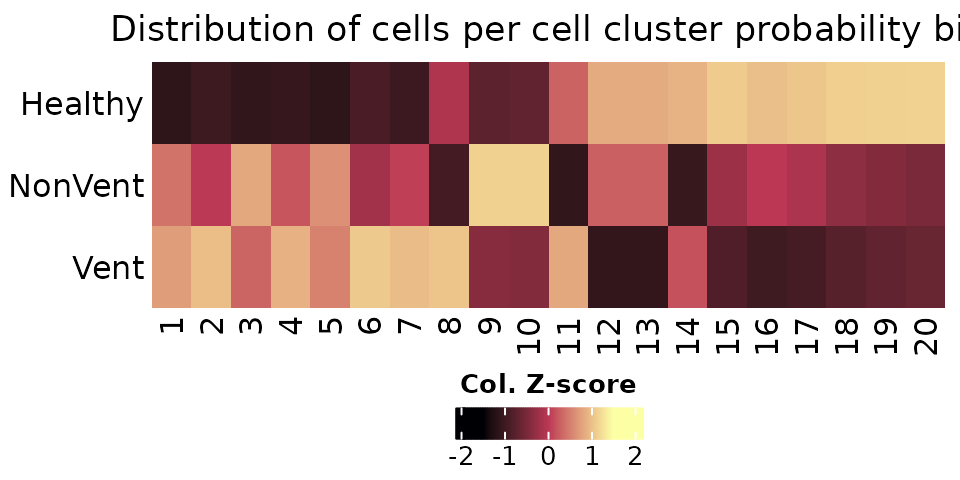 Distribution of cells per cell cluster probability bi
Healthy
NonVent
Vent
1 2 3 4 5 6 7 8 9 10 11 12 13 14 15 16 17 18 19 20
Col. Z-score
-2 -1 0 1 2